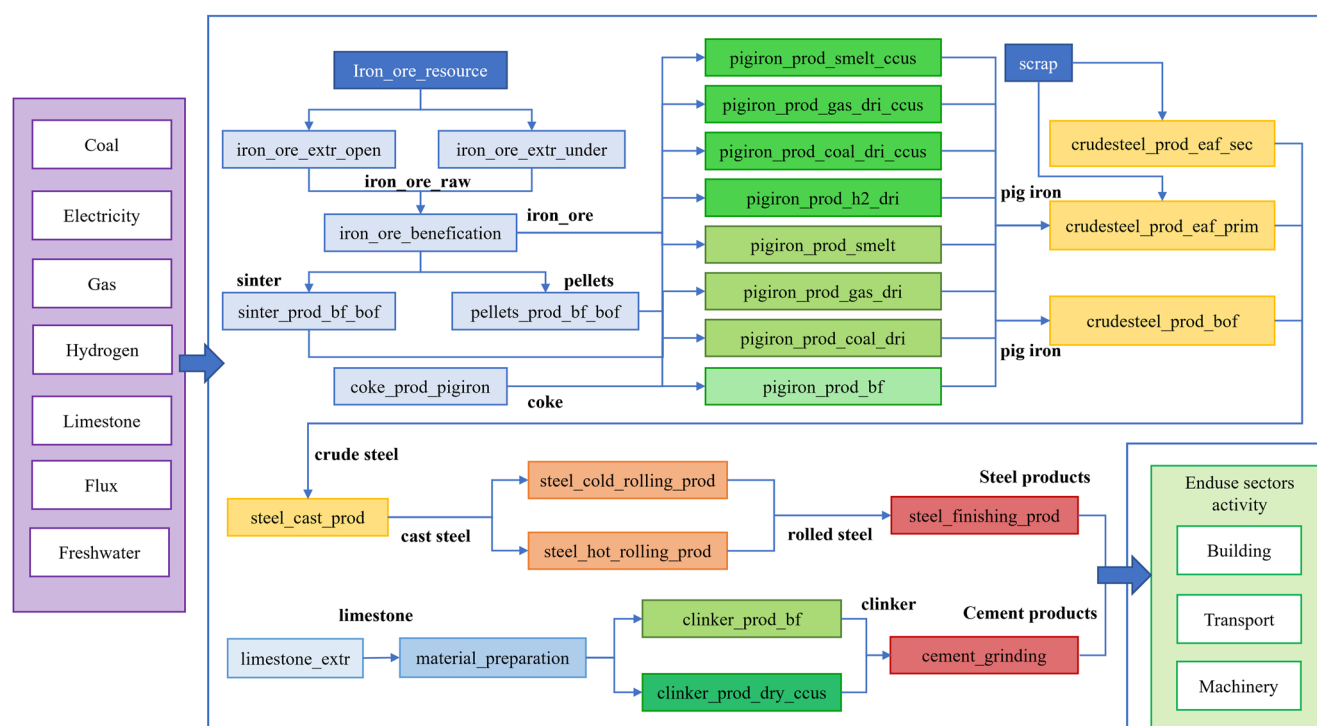 Coal
Electricity
Gas
Hydrogen
Limestone
Flux
Freshwater
Iron_ore_resource
iron_ore_extr_open
iron_ore_extr_under
iron_ore_raw
iron_ore_benefication
iron_ore
sinter
pellets
sinter_prod_bf_bof
pellets_prod_bf_bof
coke_prod_pigiron
coke
pigiron_prod_smelt_ccus
pigiron_prod_gas_dri_ccus
pigiron_prod_coal_dri_ccus
pigiron_prod_h2_dri
pigiron_prod_smelt
pigiron_prod_gas_dri
pigiron_prod_coal_dri
pigiron_prod_bf
scrap
crudesteel_prod_eaf_sec
pig iron
crudesteel_prod_eaf_prim
crudesteel_prod_bof
pig iron
crude steel
steel_cast_prod
cast steel
steel_cold_rolling_prod
steel_hot_rolling_prod
rolled steel
Steel products
steel_finishing_prod
limestone
limestone_extr
material_preparation
clinker_prod_bf
clinker_prod_dry_ccus
clinker
Cement products
cement_grinding
Enduse sectors
activity
Building
Transport
Machinery